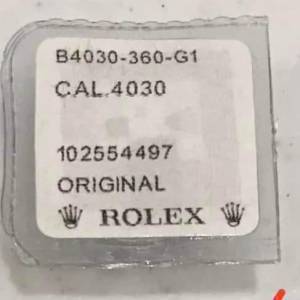 B4030-360-G1
CAL.4030
102554497
ORIGINAL
ROLEX